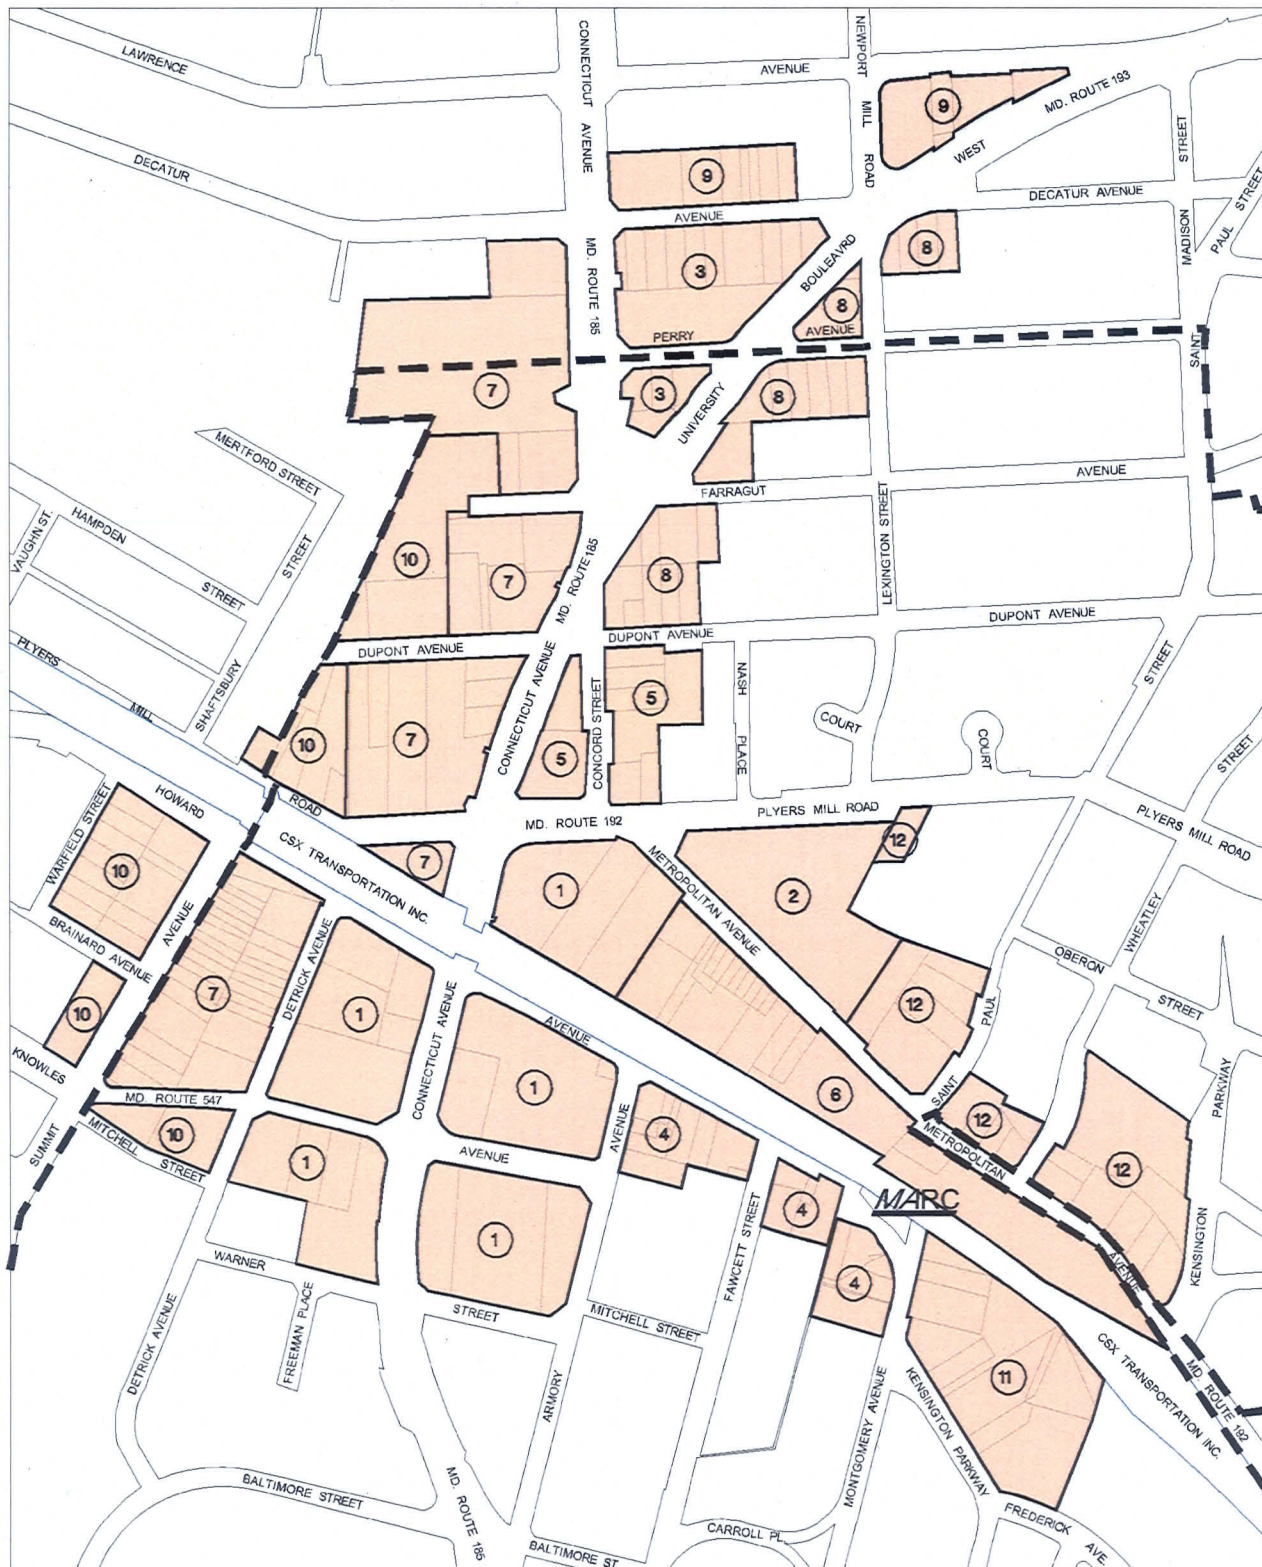 LAWRENCE
AVENUE
CONNECTICUT AVENUE
NEWPORT MILL ROAD
9
MD. ROUTE 193
WEST
STREET
DECATUR
9
AVENUE
DECATUR AVENUE
MADISON
PAUL STREET
3
BOULEAVRD
8
MD. ROUTE 185
8
PERRY
AVENUE
SAINT
7
3
8
UNIVERSITY
MERTFORD STREET
FARRAGUT
AVENUE
VAUGHN ST.
HAMPDEN
STREET
STREET
10
7
MD. ROUTE 185
8
LEXINGTON STREET
DUPONT AVENUE
DUPONT AVENUE
DUPONT AVENUE
PLYERS
MILL
SHAFTSBURY
10
7
CONNECTICUT AVENUE
5
CONCORD STREET
5
NASH
PLACE
COURT
COURT
STREET
STREET
ROAD
HOWARD
WARFIELD STREET
MD. ROUTE 192
PLYERS MILL ROAD
PLYERS MILL ROAD
CSX TRANSPORTATION INC.
7
12
10
1
METROPOLITAN AVENUE
2
BRAINARD AVENUE
AVENUE
WHEATLEY
OBERON
STREET
7
DETRICK AVENUE
1
CONNECTICUT AVENUE
AVENUE
12
PAUL
10
KNOWLES
1
6
SAINT
PARKWAY
MD. ROUTE 547
METROPOLITAN
12
12
10
MITCHELL
STREET
SUMMIT
1
AVENUE
AVENUE
4
MARC
4
1
FAWCETT STREET
4
KENSINGTON
AVENUE
WARNER
FREEMAN PLACE
STREET
MITCHELL STREET
DETRICK AVENUE
ARMORY
11
CSX TRANSPORTATION INC.
MD. ROUTE 192
MONTGOMERY AVENUE
KENSINGTON PARKWAY
BALTIMORE STREET
MD. ROUTE 185
CARROLL PL.
FREDERICK AVE.
BALTIMORE ST.